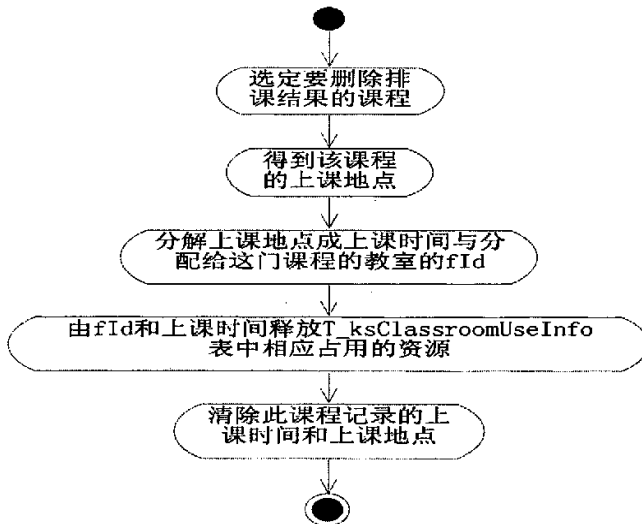 选定要删除排
课结果的课程
得到该课程
的上课地点
分解上课地点成上课时间与分
配给这门课程的教室的fId
由fId和上课时间释放T_ksClassroomUseInfo
表中相应占用的资源
清除此课程记录的上
课时间和上课地点